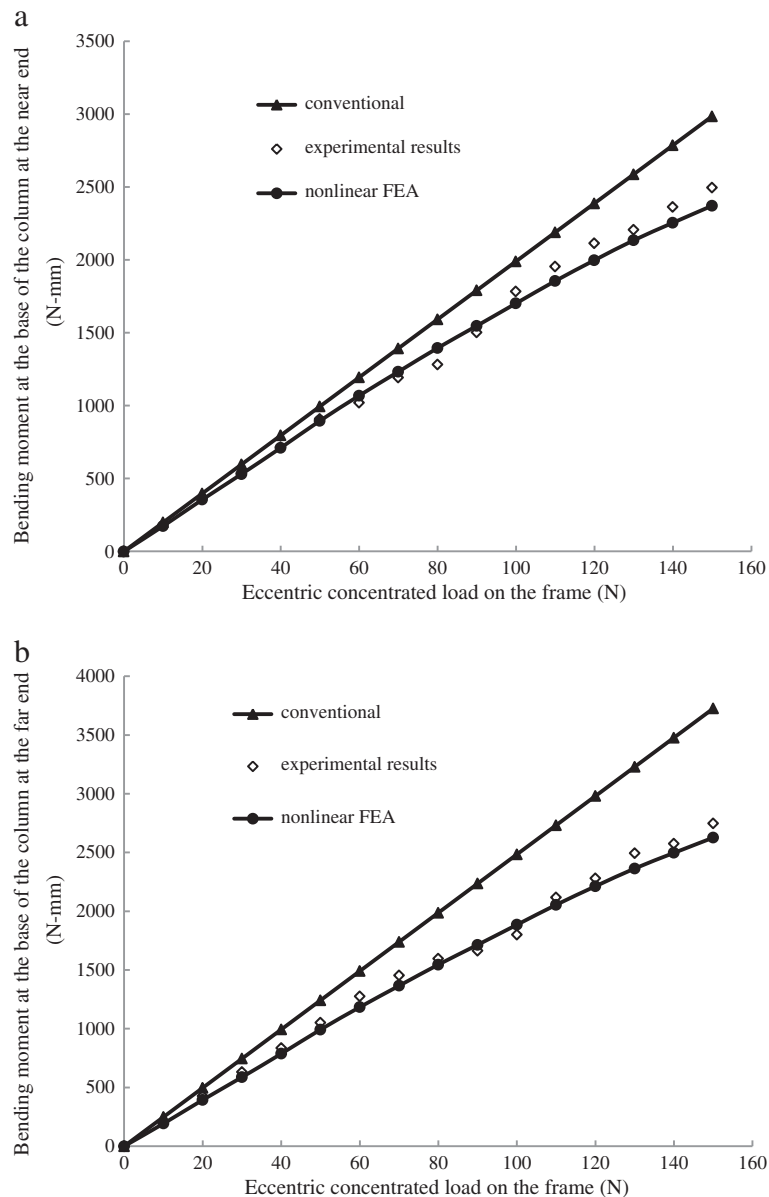 a
Bending moment at the base of the column at the near end
(N-mm)
3500
3000
2500
2000
1500
1000
500
0
conventional
experimental results
nonlinear FEA
0 20 40 60 80 100 120 140 160
Eccentric concentrated load on the frame (N)
b
Bending moment at the base of the column at the far end
(N-mm)
4000
3500
3000
2500
2000
1500
1000
500
0
conventional
experimental results
nonlinear FEA
0 20 40 60 80 100 120 140 160
Eccentric concentrated load on the frame (N)